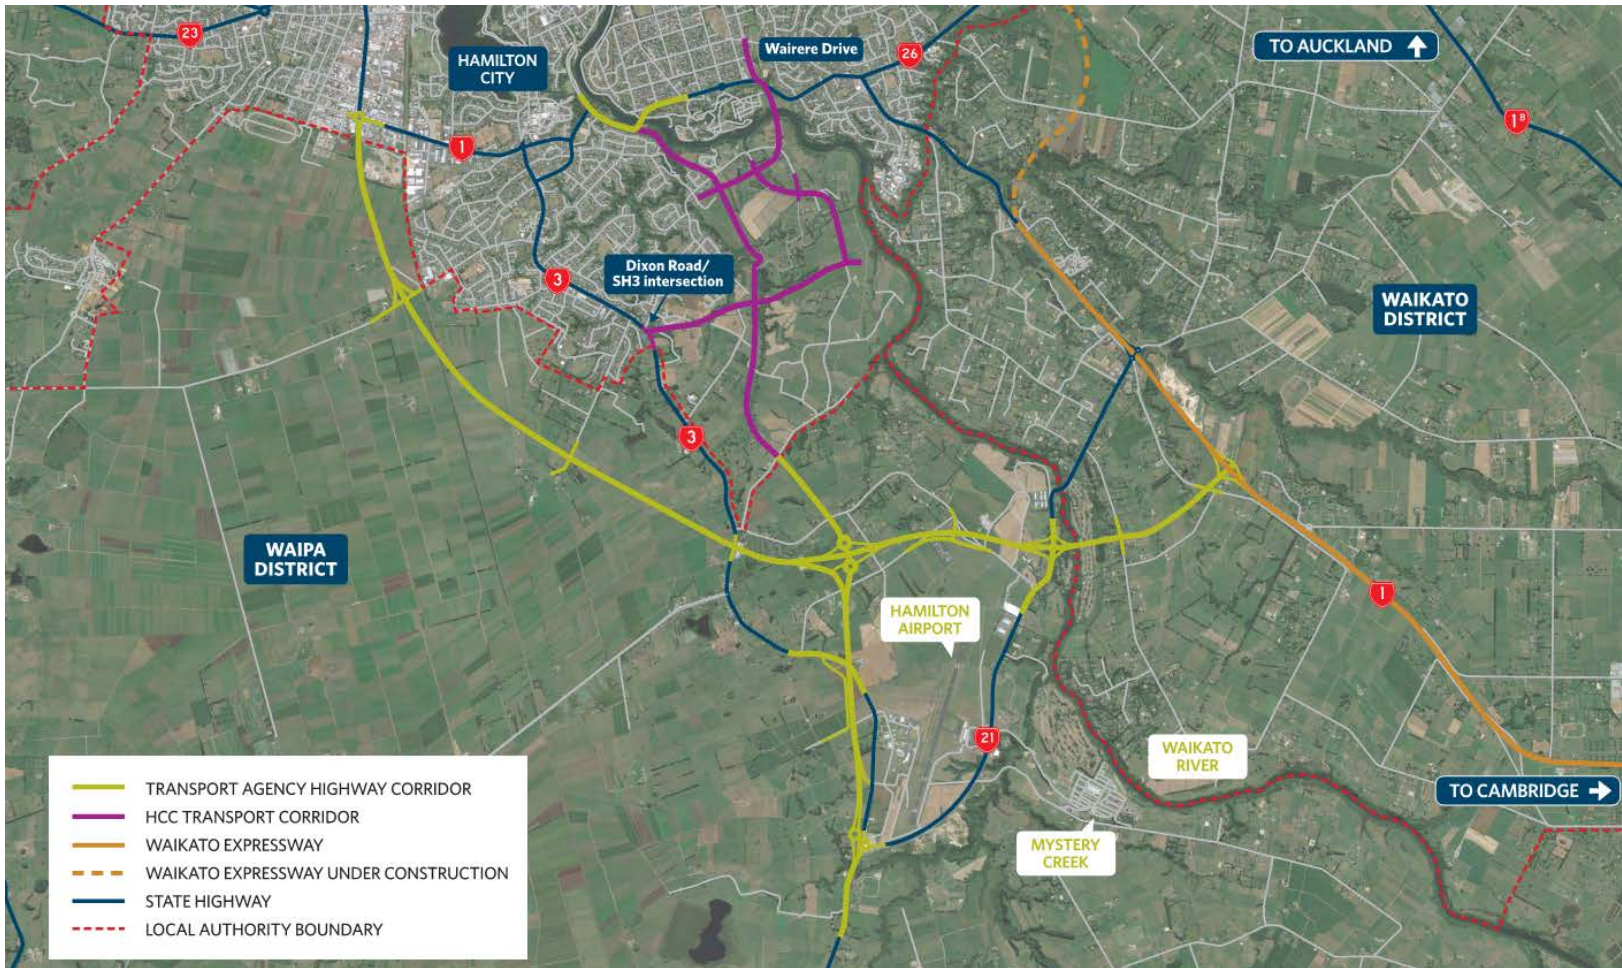 23
HAMILTON
CITY
Wairere Drive
26
TO AUCKLAND
1B
1
3
Dixon Road/
SH3 intersection
WAIKATO
DISTRICT
3
WAIPA
DISTRICT
HAMILTON
AIRPORT
1
21
WAIKATO
RIVER
TO CAMBRIDGE
MYSTERY
CREEK
TRANSPORT AGENCY HIGHWAY CORRIDOR
HCC TRANSPORT CORRIDOR
WAIKATO EXPRESSWAY
WAIKATO EXPRESSWAY UNDER CONSTRUCTION
STATE HIGHWAY
LOCAL AUTHORITY BOUNDARY